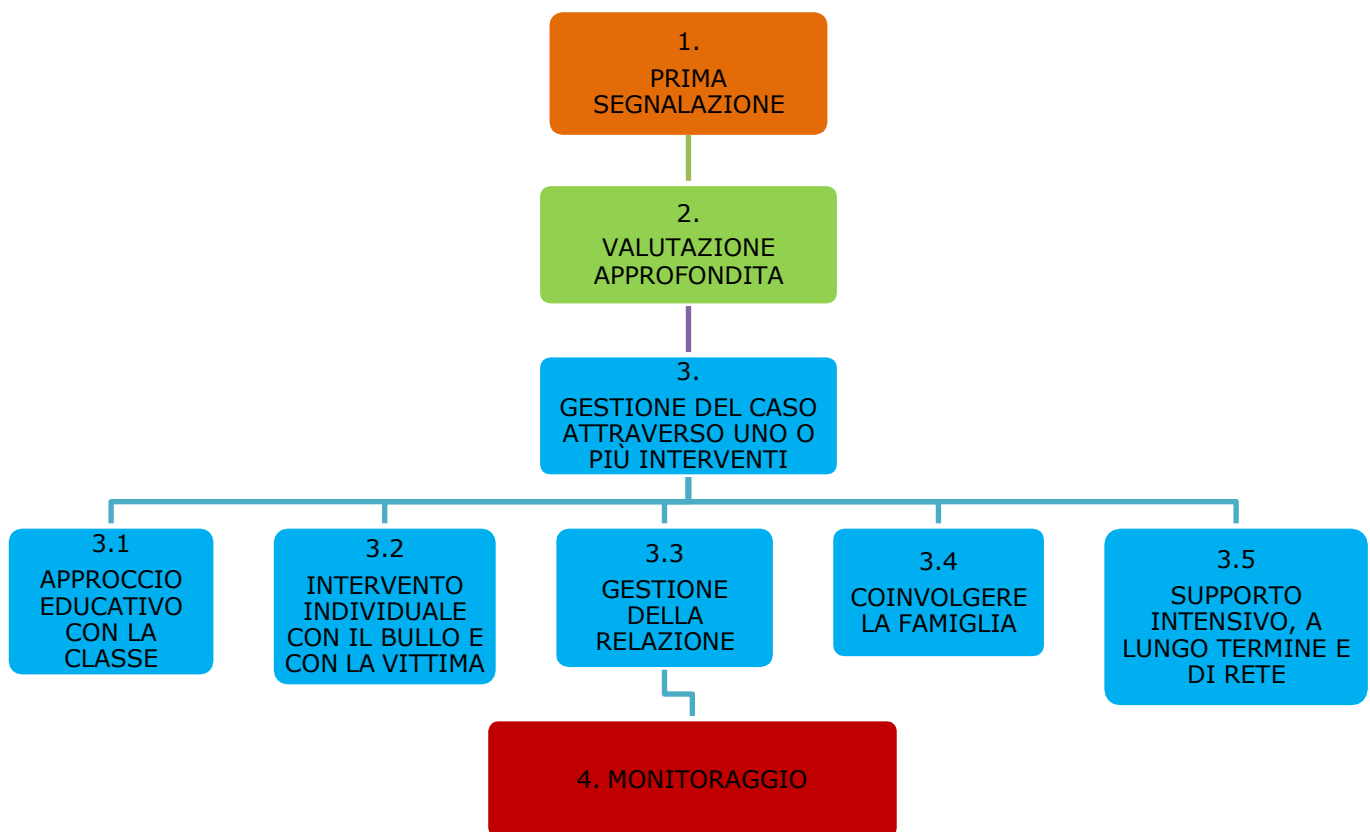 1.
PRIMA
SEGNALAZIONE
2.
VALUTAZIONE
APPROFONDITA
3.
GESTIONE DEL CASO
ATTRAVERSO UNO O
PIÙ INTERVENTI
3.1
APPROCCIO
EDUCATIVO
CON LA
CLASSE
3.2
INTERVENTO
INDIVIDUALE
CON IL BULLO E
CON LA VITTIMA
3.3
GESTIONE
DELLA
RELAZIONE
3.4
COINVOLGERE
LA FAMIGLIA
3.5
SUPPORTO
INTENSIVO, A
LUNGO TERMINE E
DI RETE
4. MONITORAGGIO